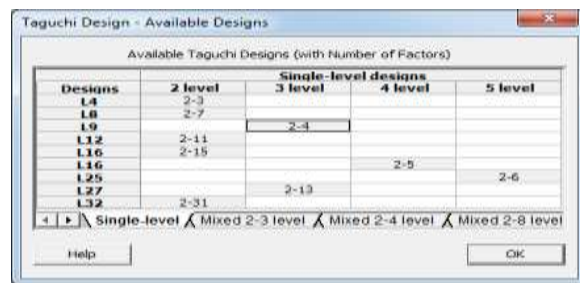 Taguchi Design - Available Designs
Available Taguchi Designs (with Number of Factors)
Single-level designs
Designs 2 level 3 level 4 level 5 level
L4 2-3
L8 2-7
L9 2-4
L12 2-11
L16 2-15
L16 2-5
L25 2-6
L27 2-13
L32 2-31
Single-level Mixed 2-3 level Mixed 2-4 level Mixed 2-8 level
Help OK